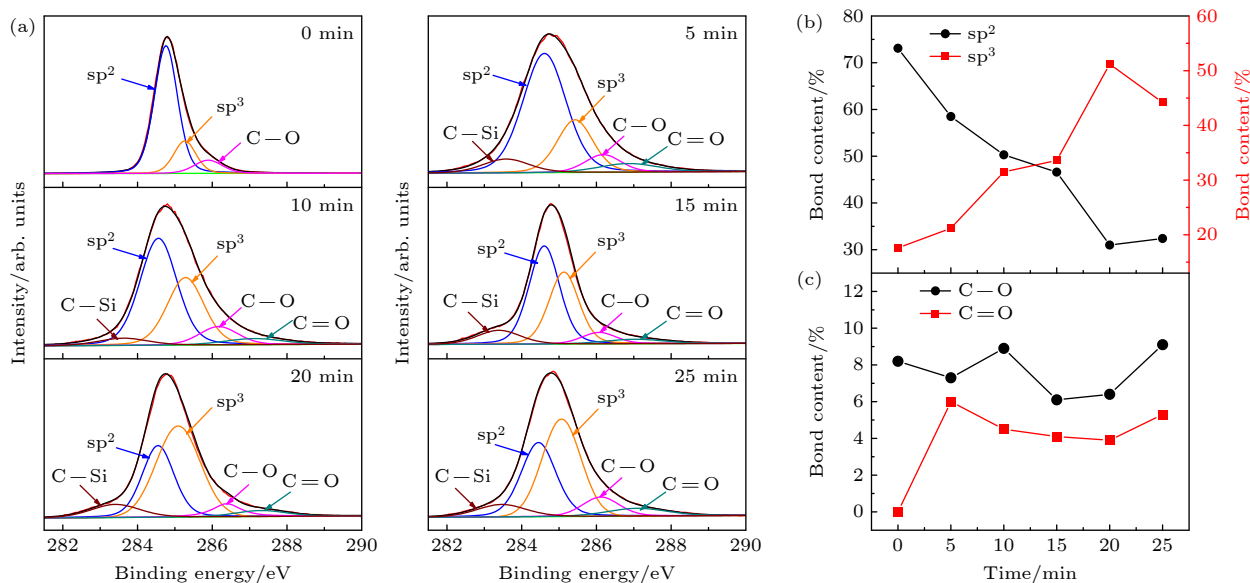 (a)
0 min
sp²
sp³
C−O
5 min
sp²
sp³
C−Si
C−O
C=O
10 min
sp²
sp³
C−Si
C−O
C=O
15 min
sp²
sp³
C−Si
C−O
C=O
20 min
sp³
sp²
C−Si
C−O
C=O
25 min
sp³
sp²
C−Si
C−O
C=O
Intensity/arb. units
Intensity/arb. units
282 284 286 288 290
282 284 286 288 290
Binding energy/eV
Binding energy/eV
(b)
sp²
sp³
80
70
60
50
40
30
Bond content/%
60
50
40
30
20
Bond content/%
(c)
C−O
C=O
12
10
8
6
4
2
0
Bond content/%
0 5 10 15 20 25
Time/min